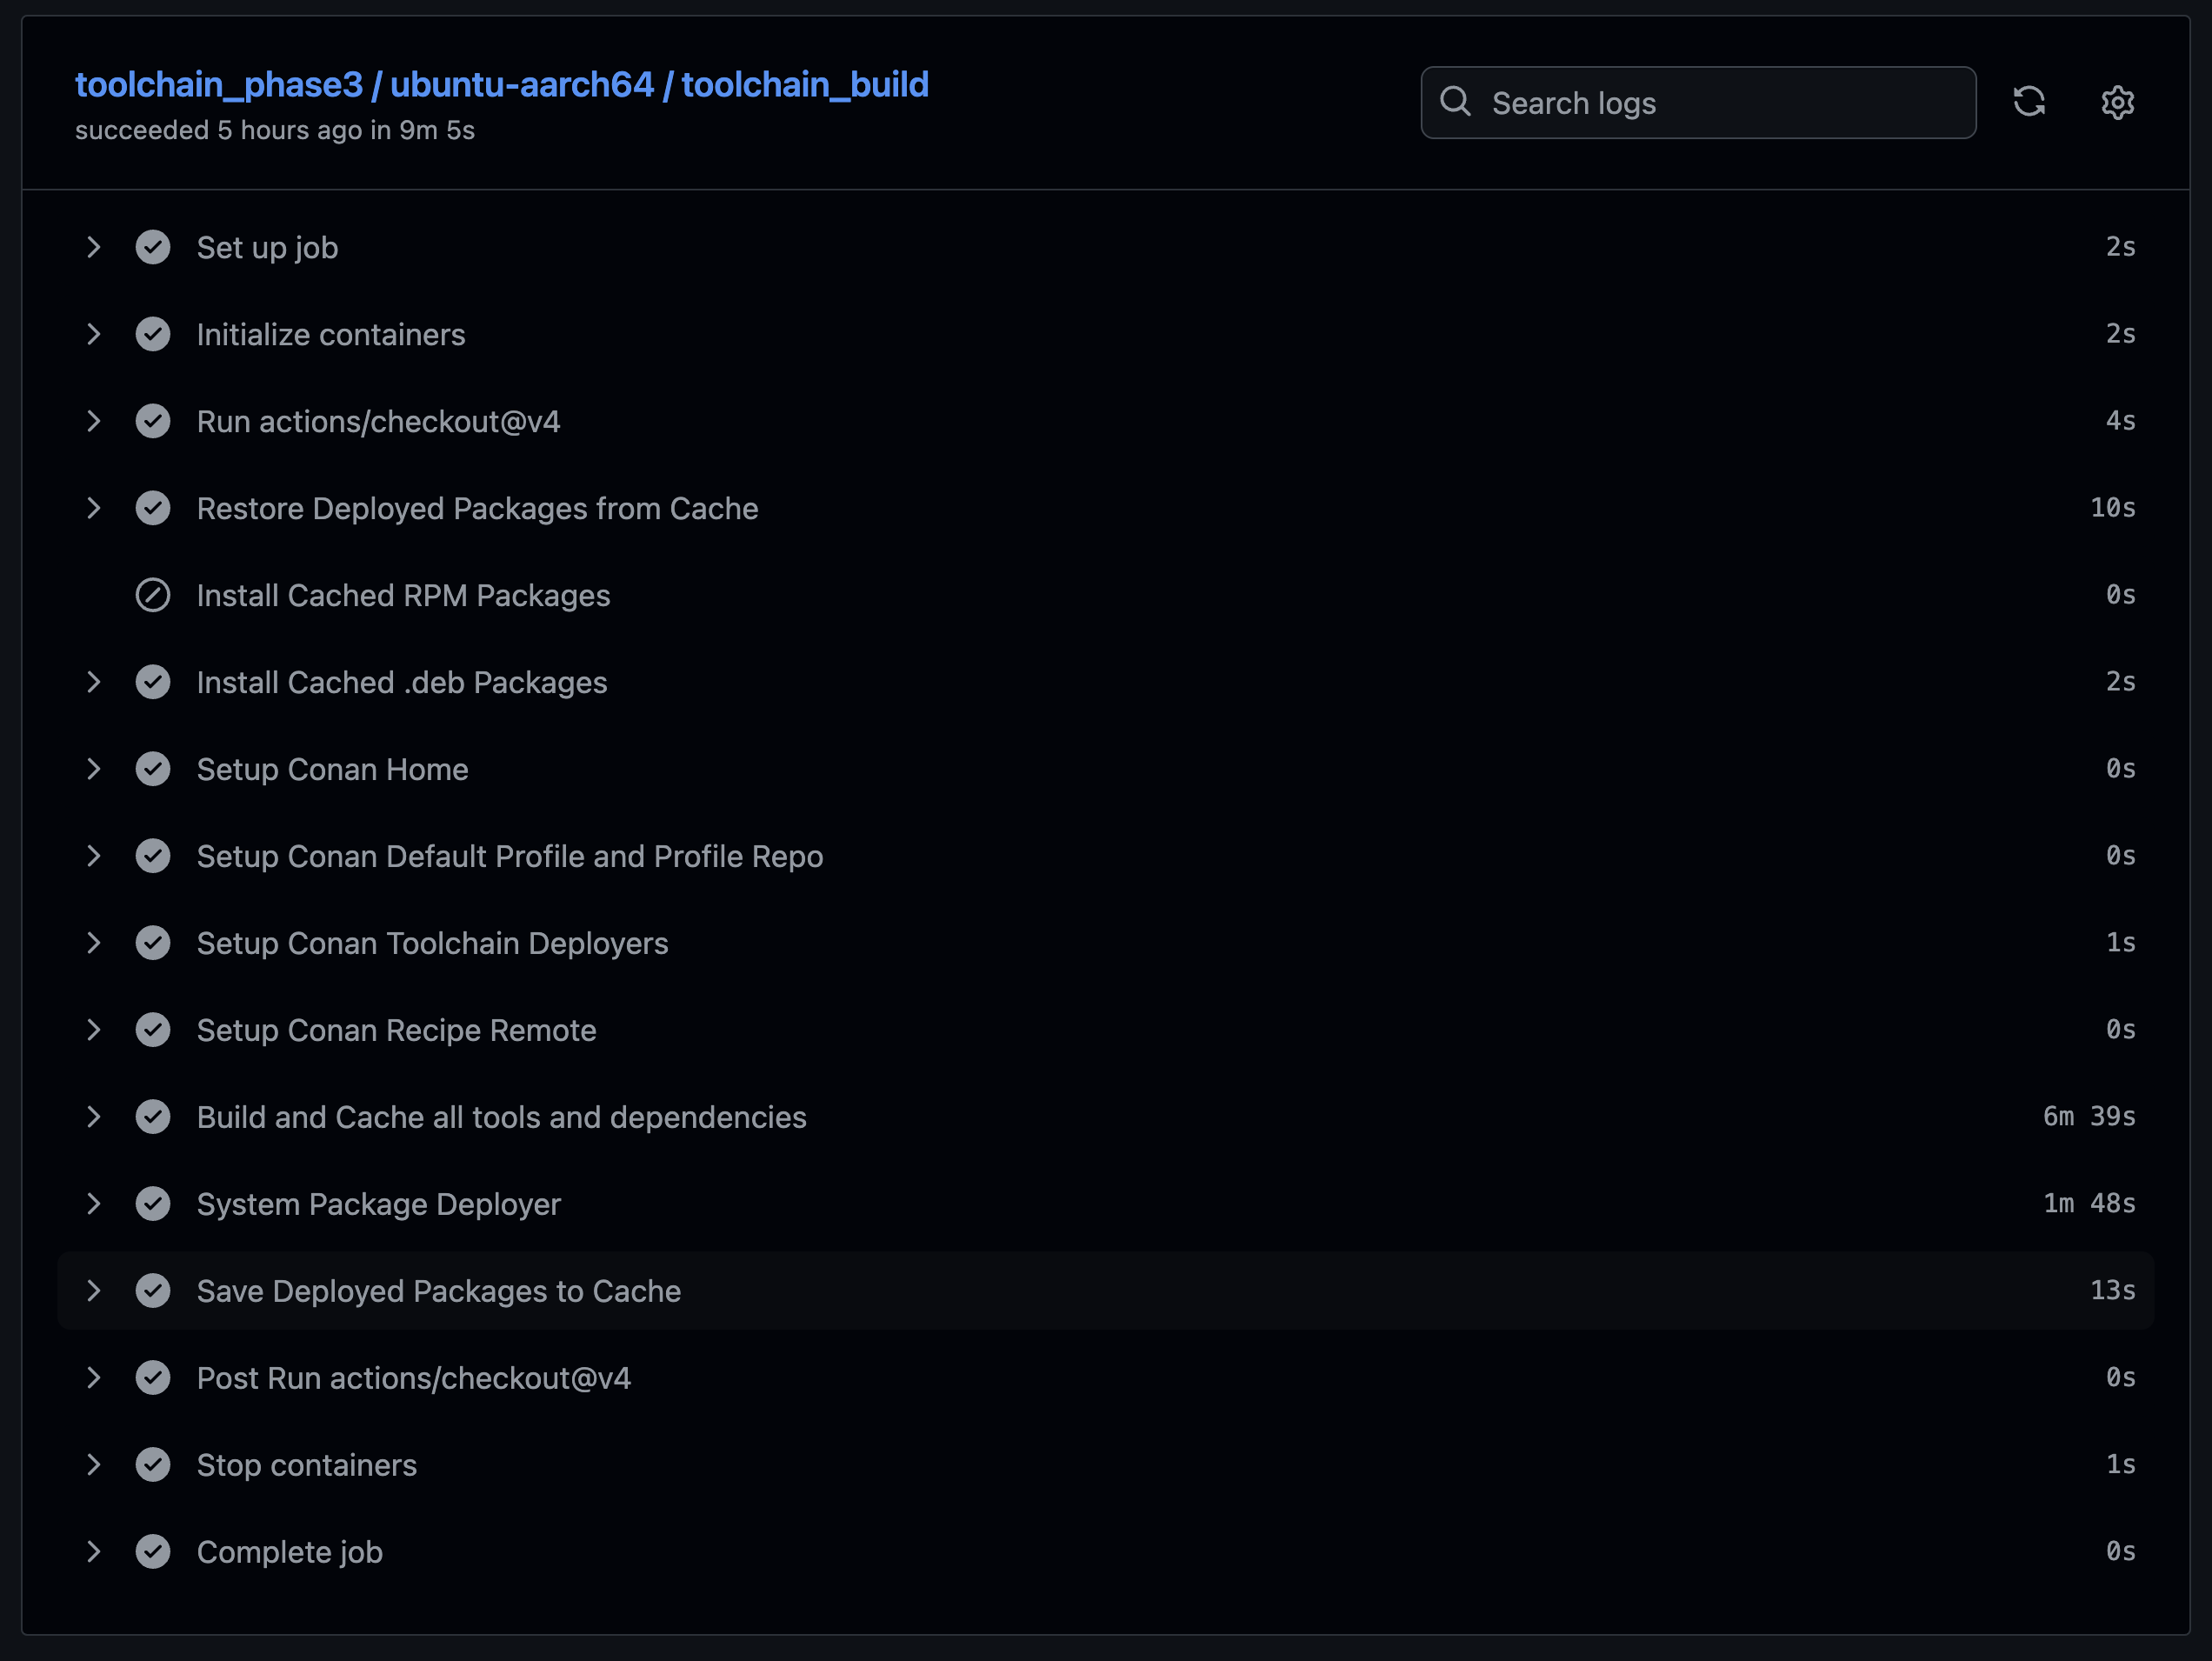 toolchain_phase3 / ubuntu-aarch64 / toolchain_build
succeeded 5 hours ago in 9m 5s
Search logs
Set up job 2s
Initialize containers 2s
Run actions/checkout@v4 4s
Restore Deployed Packages from Cache 10s
Install Cached RPM Packages 0s
Install Cached .deb Packages 2s
Setup Conan Home 0s
Setup Conan Default Profile and Profile Repo 0s
Setup Conan Toolchain Deployers 1s
Setup Conan Recipe Remote 0s
Build and Cache all tools and dependencies 6m 39s
System Package Deployer 1m 48s
Save Deployed Packages to Cache 13s
Post Run actions/checkout@v4 0s
Stop containers 1s
Complete job 0s